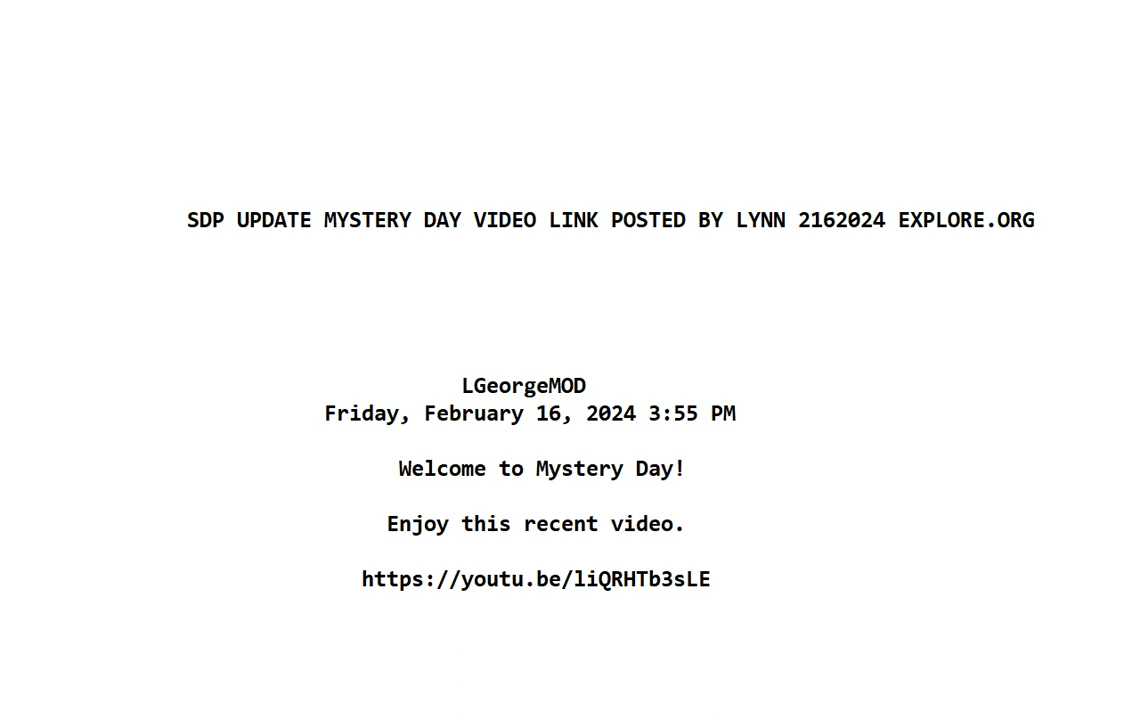 SDP UPDATE MYSTERY DAY VIDEO LINK POSTED BY LYNN 2162024 EXPLORE.ORG
LGeorgeMOD
Friday, February 16, 2024 3:55 PM
Welcome to Mystery Day!
Enjoy this recent video.
https://youtu.be/liQRHTb3sLE